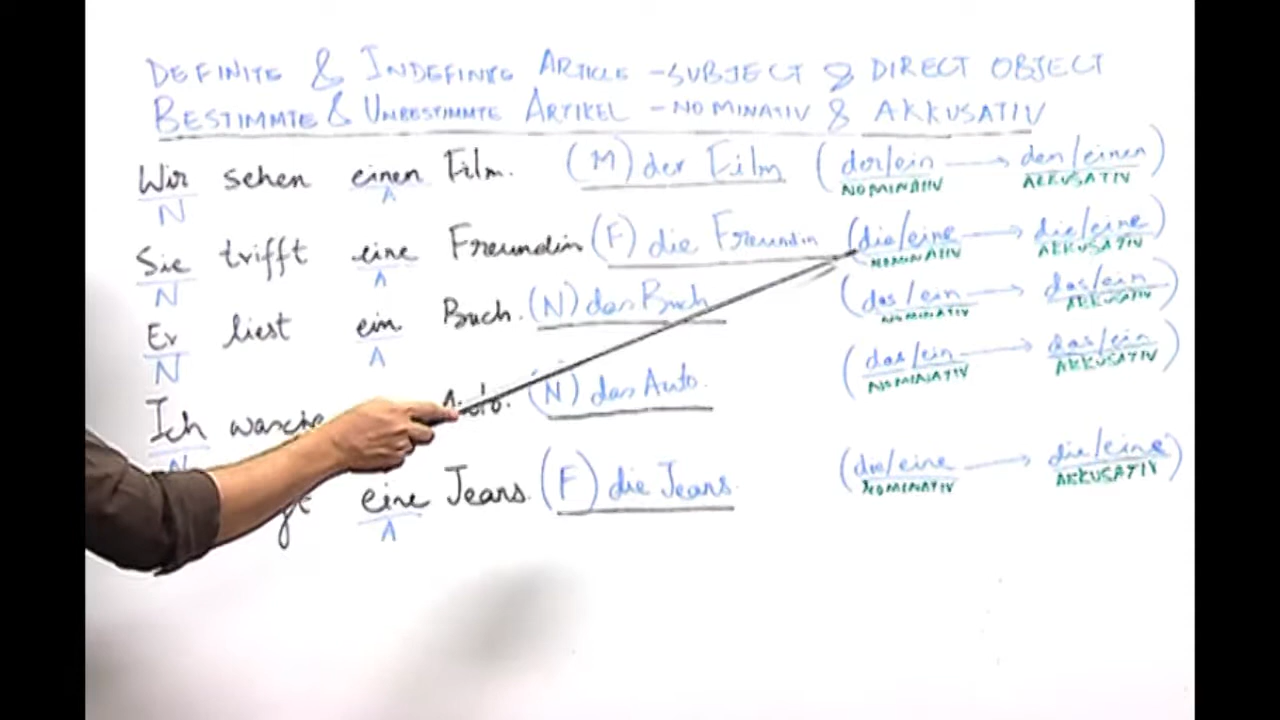 DEFINITE & INDEFINITE ARTICLE - SUBJECT & DIRECT OBJECT
BESTIMMTE & UNBESTIMMTE ARTIKEL - NOMINATIV & AKKUSATIV
Wir sehen einen Film. (M) der Film (der/ein → den/einen)
N A NOMINATIV AKKUSATIV
Sie trifft eine Freundin (F) die Freundin (die/eine → die/eine)
N A NOMINATIV AKKUSATIV
Er liest ein Buch. (N) das Buch (das/ein → das/ein)
N A NOMINATIV AKKUSATIV
Ich wasche Auto. (N) das Auto. (das/ein → das/ein)
N NOMINATIV AKKUSATIV
eine Jeans. (F) die Jeans. (die/eine → die/eine)
A NOMINATIV AKKUSATIV